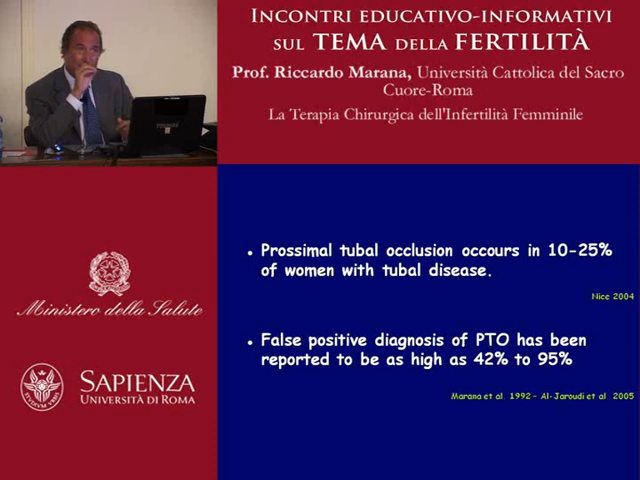 INCONTRI EDUCATIVO-INFORMATIVI
SUL TEMA DELLA FERTILITÀ
Prof. Riccardo Marana, Università Cattolica del Sacro
Cuore-Roma
La Terapia Chirurgica dell'Infertilità Femminile
• Prossimal tubal occlusion occours in 10-25%
of women with tubal disease.
Nice 2004
• False positive diagnosis of PTO has been
reported to be as high as 42% to 95%
Marana et al. 1992 - Al-Jaroudi et al. 2005
Ministero della Salute
SAPIENZA
UNIVERSITÀ DI ROMA